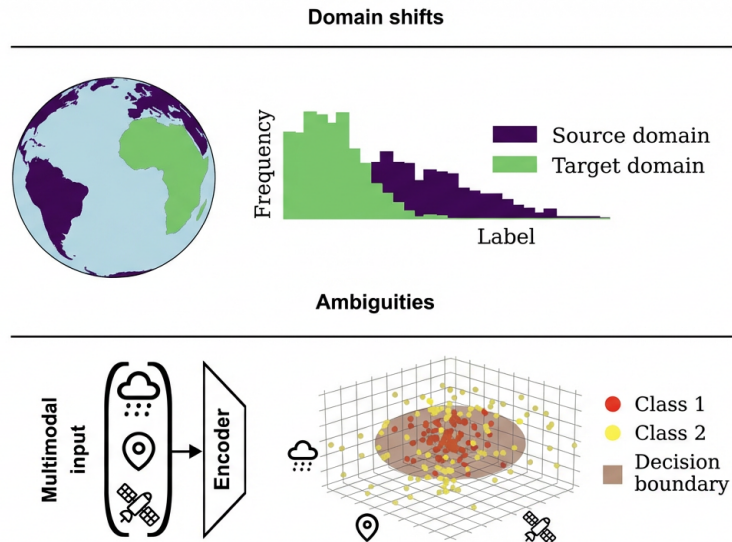 Domain shifts
Frequency
Source domain
Target domain
Label
Ambiguities
Multimodal
input
Encoder
Class 1
Class 2
Decision
boundary